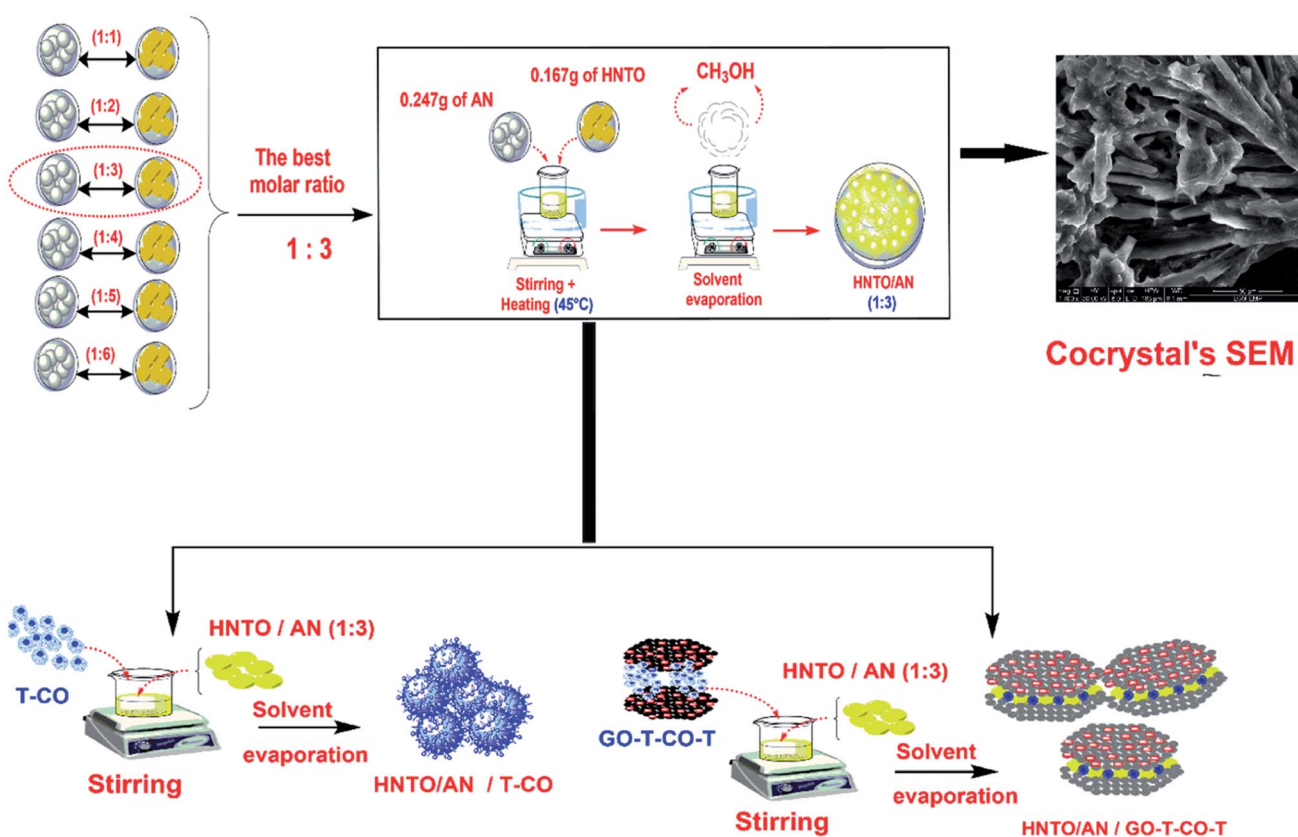 (1:1)
(1:2)
(1:3)
(1:4)
(1:5)
(1:6)
The best
molar ratio
1 : 3
0.247g of AN
0.167g of HNTO
CH₃OH
Stirring +
Heating (45°C)
Solvent
evaporation
HNTO/AN
(1:3)
50 µm
Cocrystal's SEM
T-CO
HNTO / AN (1:3)
Stirring
Solvent
evaporation
HNTO/AN / T-CO
GO-T-CO-T
HNTO / AN (1:3)
Stirring
Solvent
evaporation
HNTO/AN / GO-T-CO-T